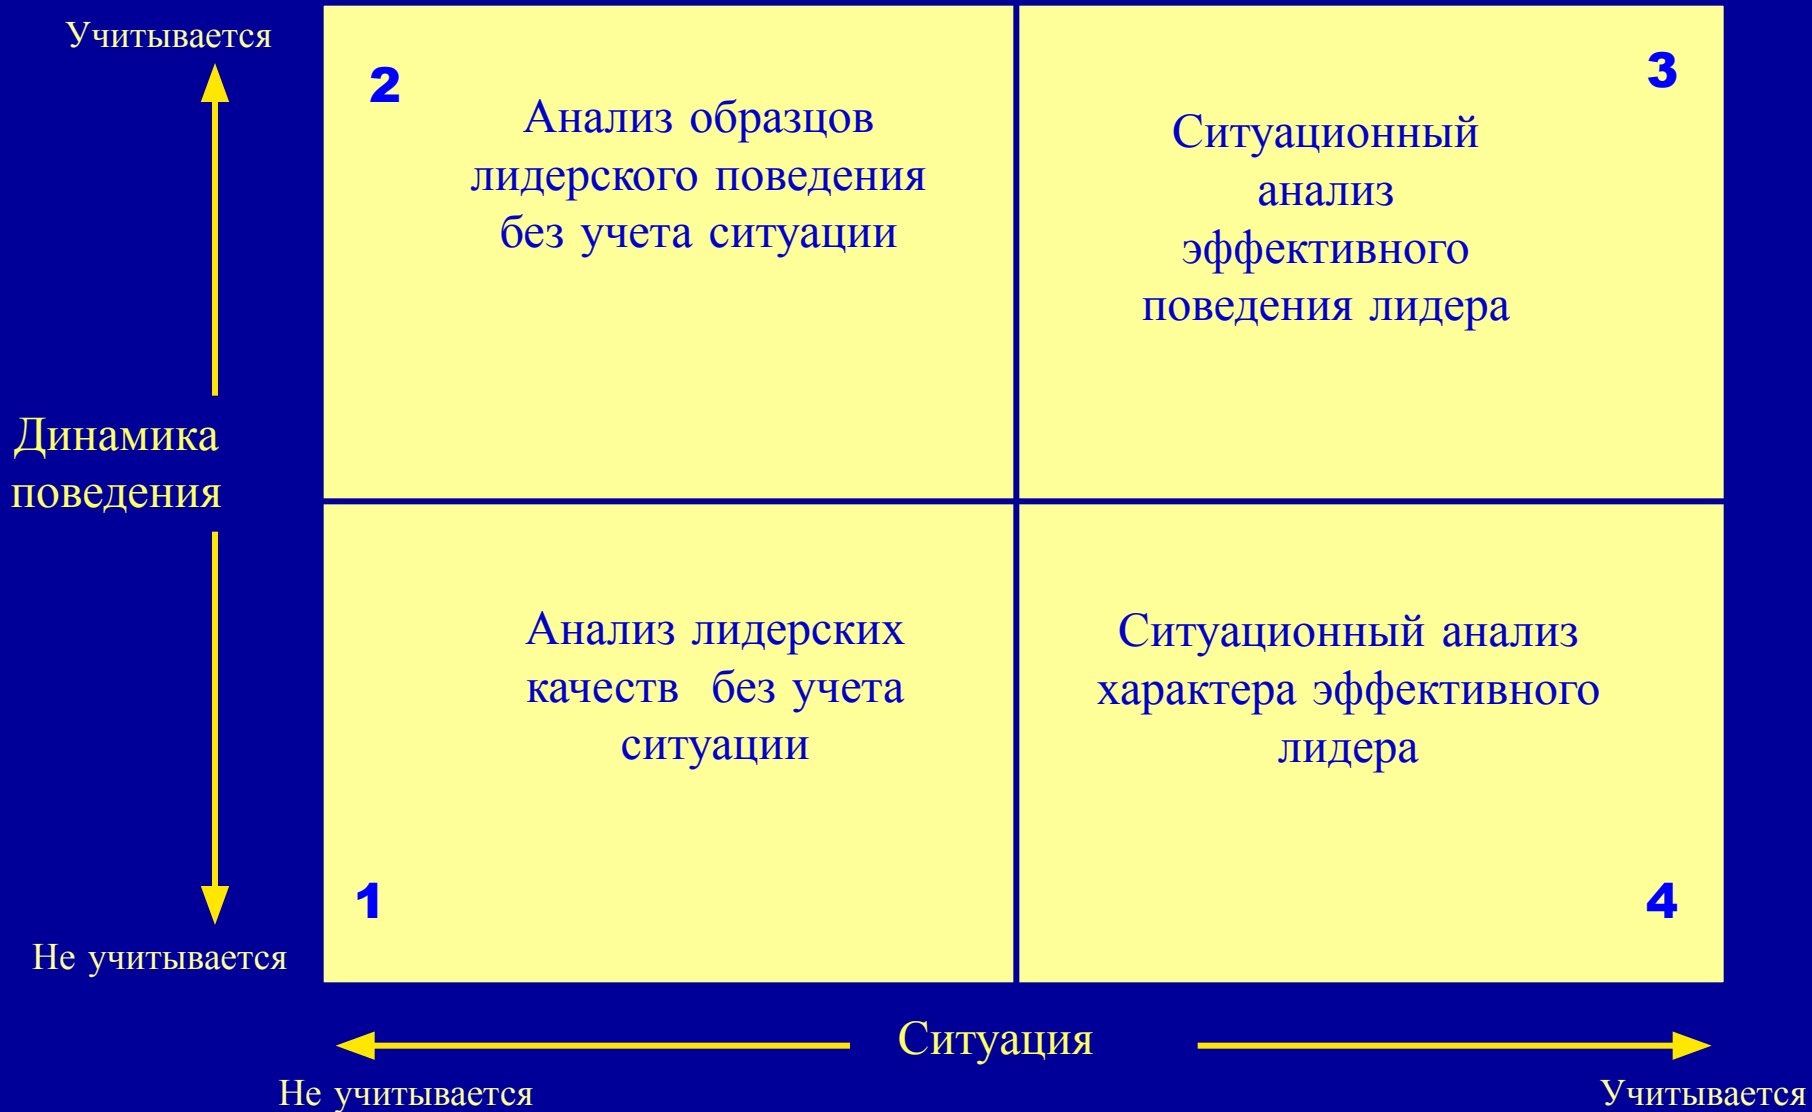 Учитывается
2
Анализ образцов
лидерского поведения
без учета ситуации
3
Ситуационный
анализ
эффективного
поведения лидера
Динамика
поведения
Анализ лидерских
качеств  без учета
ситуации
1
Ситуационный анализ
характера эффективного
лидера
4
Не учитывается
Ситуация
Не учитывается
Учитывается